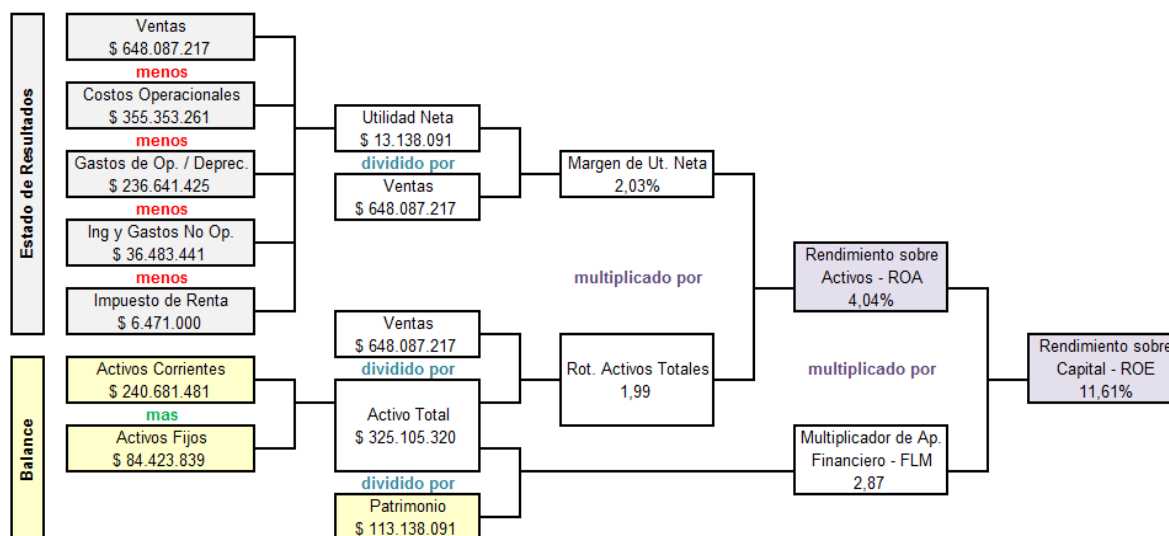 Estado de Resultados
Ventas
$ 648.087.217
menos
Costos Operacionales
$ 355.353.261
menos
Gastos de Op. / Deprec.
$ 236.641.425
menos
Ing y Gastos No Op.
$ 36.483.441
menos
Impuesto de Renta
$ 6.471.000
Balance
Activos Corrientes
$ 240.681.481
mas
Activos Fijos
$ 84.423.839
Utilidad Neta
$ 13.138.091
dividido por
Ventas
$ 648.087.217
Ventas
$ 648.087.217
dividido por
Activo Total
$ 325.105.320
dividido por
Patrimonio
$ 113.138.091
Margen de Ut. Neta
2,03%
multiplicado por
Rot. Activos Totales
1,99
Rendimiento sobre
Activos - ROA
4,04%
multiplicado por
Multiplicador de Ap.
Financiero - FLM
2,87
Rendimiento sobre
Capital - ROE
11,61%